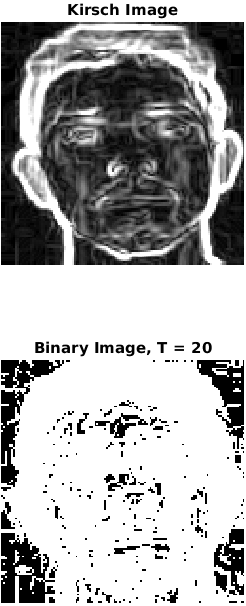 Kirsch Image
Binary Image, T = 20